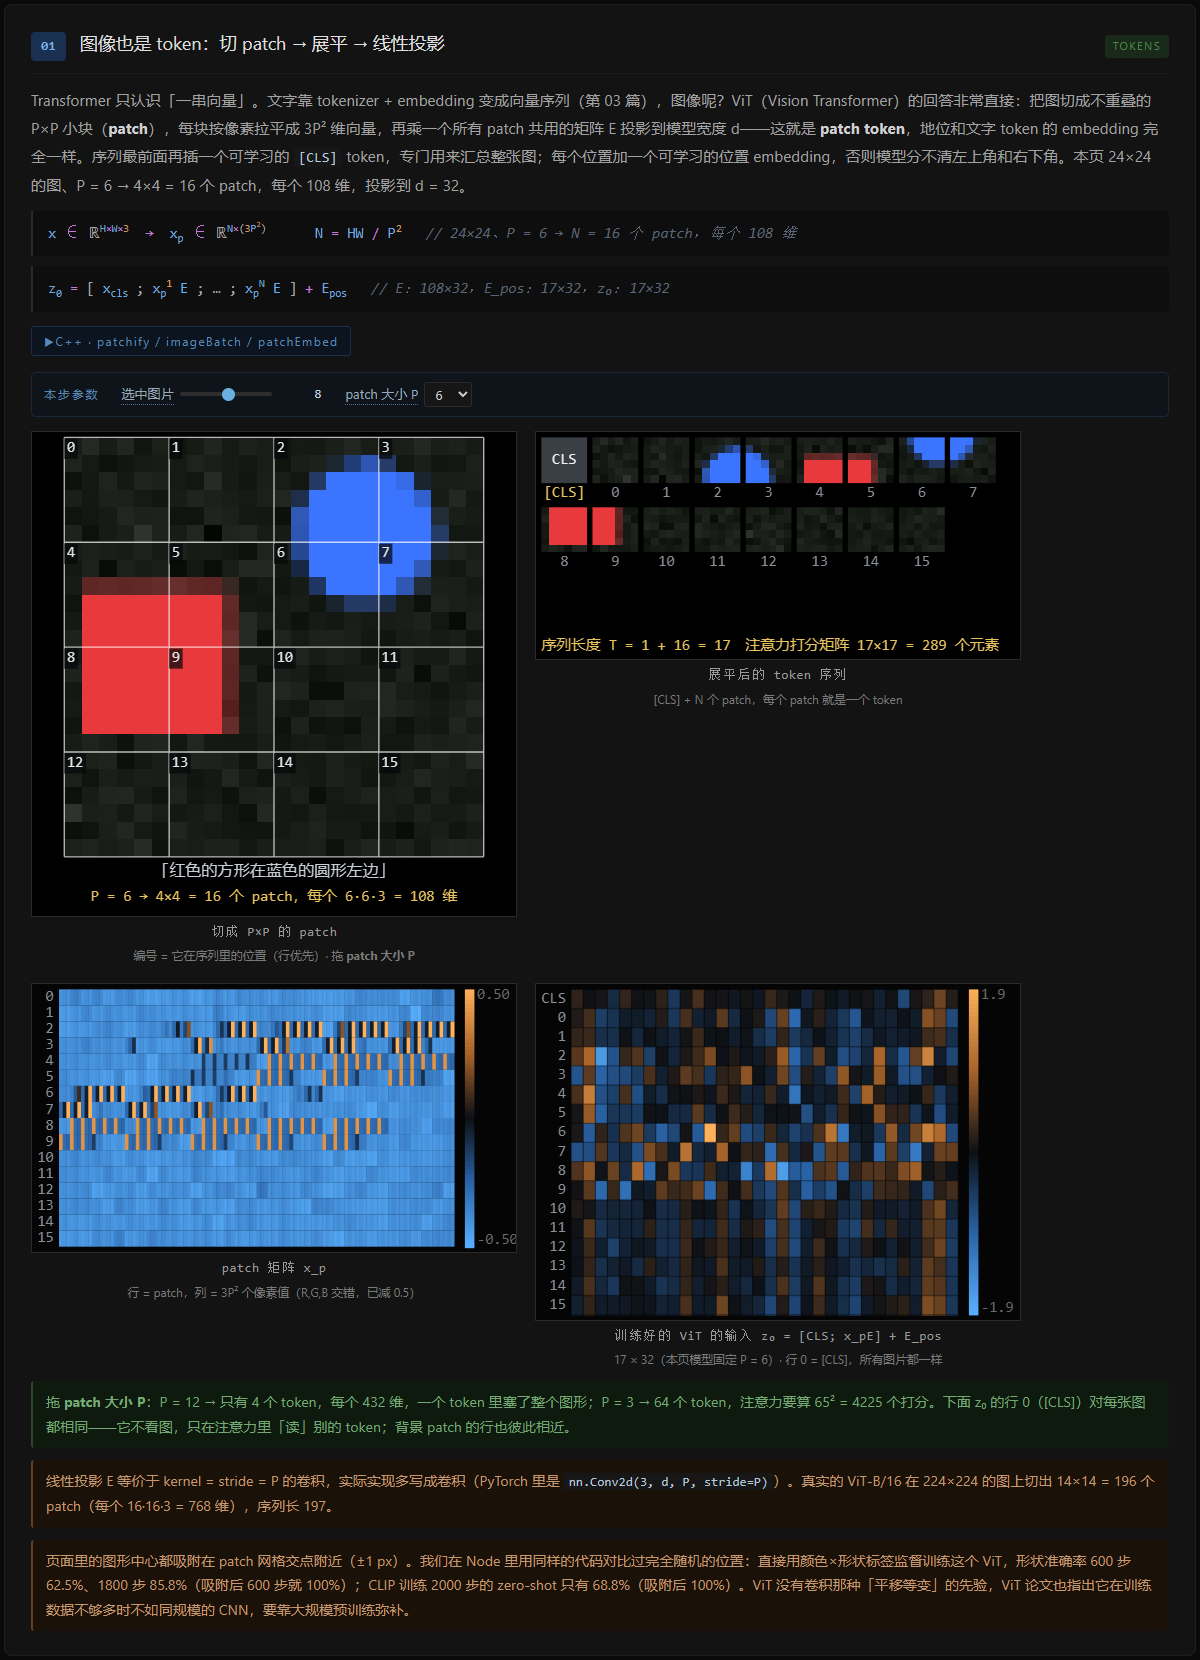 01 图像也是 token：切 patch → 展平 → 线性投影 TOKENS
Transformer 只认识「一串向量」。文字靠 tokenizer + embedding 变成向量序列（第 03 篇），图像呢？ViT（Vision Transformer）的回答非常直接：把图切成不重叠的
P×P 小块（patch），每块按像素拉平成 3P² 维向量，再乘一个所有 patch 共用的矩阵 E 投影到模型宽度 d——这就是 patch token，地位和文字 token 的 embedding 完
全一样。序列最前面再插一个可学习的 [CLS] token，专门用来汇总整张图；每个位置加一个可学习的位置 embedding，否则模型分不清左上角和右下角。本页 24×24
的图、P = 6 → 4×4 = 16 个 patch，每个 108 维，投影到 d = 32。
x ∈ ℝ^H×W×3 → x_p ∈ ℝ^N×(3P²) N = HW / P² // 24×24、P = 6 → N = 16 个 patch，每个 108 维
z₀ = [ x_cls ; x_p^1 E ; … ; x_p^N E ] + E_pos // E: 108×32，E_pos: 17×32，z₀: 17×32
▶C++ · patchify / imageBatch / patchEmbed
本步参数 选中图片 8 patch 大小 P 6
0 1 2 3
4 5 6 7
8 9 10 11
12 13 14 15
「红色的方形在蓝色的圆形左边」
P = 6 → 4×4 = 16 个 patch，每个 6·6·3 = 108 维
切成 P×P 的 patch
编号 = 它在序列里的位置（行优先）· 拖 patch 大小 P
CLS
[CLS] 0 1 2 3 4 5 6 7
8 9 10 11 12 13 14 15
序列长度 T = 1 + 16 = 17 注意力打分矩阵 17×17 = 289 个元素
展平后的 token 序列
[CLS] + N 个 patch，每个 patch 就是一个 token
0
1
2
3
4
5
6
7
8
9
10
11
12
13
14
15
0.50
-0.50
patch 矩阵 x_p
行 = patch，列 = 3P² 个像素值（R,G,B 交错，已减 0.5）
CLS
0
1
2
3
4
5
6
7
8
9
10
11
12
13
14
15
1.9
-1.9
训练好的 ViT 的输入 z₀ = [CLS; x_pE] + E_pos
17 × 32（本页模型固定 P = 6）· 行 0 = [CLS]，所有图片都一样
拖 patch 大小 P：P = 12 → 只有 4 个 token，每个 432 维，一个 token 里塞了整个图形；P = 3 → 64 个 token，注意力要算 65² = 4225 个打分。下面 z₀ 的行 0（[CLS]）对每张图
都相同——它不看图，只在注意力里「读」别的 token；背景 patch 的行也彼此相近。
线性投影 E 等价于 kernel = stride = P 的卷积，实际实现多写成卷积（PyTorch 里是 nn.Conv2d(3, d, P, stride=P) ）。真实的 ViT-B/16 在 224×224 的图上切出 14×14 = 196 个
patch（每个 16·16·3 = 768 维），序列长 197。
页面里的图形中心都吸附在 patch 网格交点附近（±1 px）。我们在 Node 里用同样的代码对比过完全随机的位置：直接用颜色×形状标签监督训练这个 ViT，形状准确率 600 步
62.5%、1800 步 85.8%（吸附后 600 步就 100%）；CLIP 训练 2000 步的 zero-shot 只有 68.8%（吸附后 100%）。ViT 没有卷积那种「平移等变」的先验，ViT 论文也指出它在训练
数据不够多时不如同规模的 CNN，要靠大规模预训练弥补。